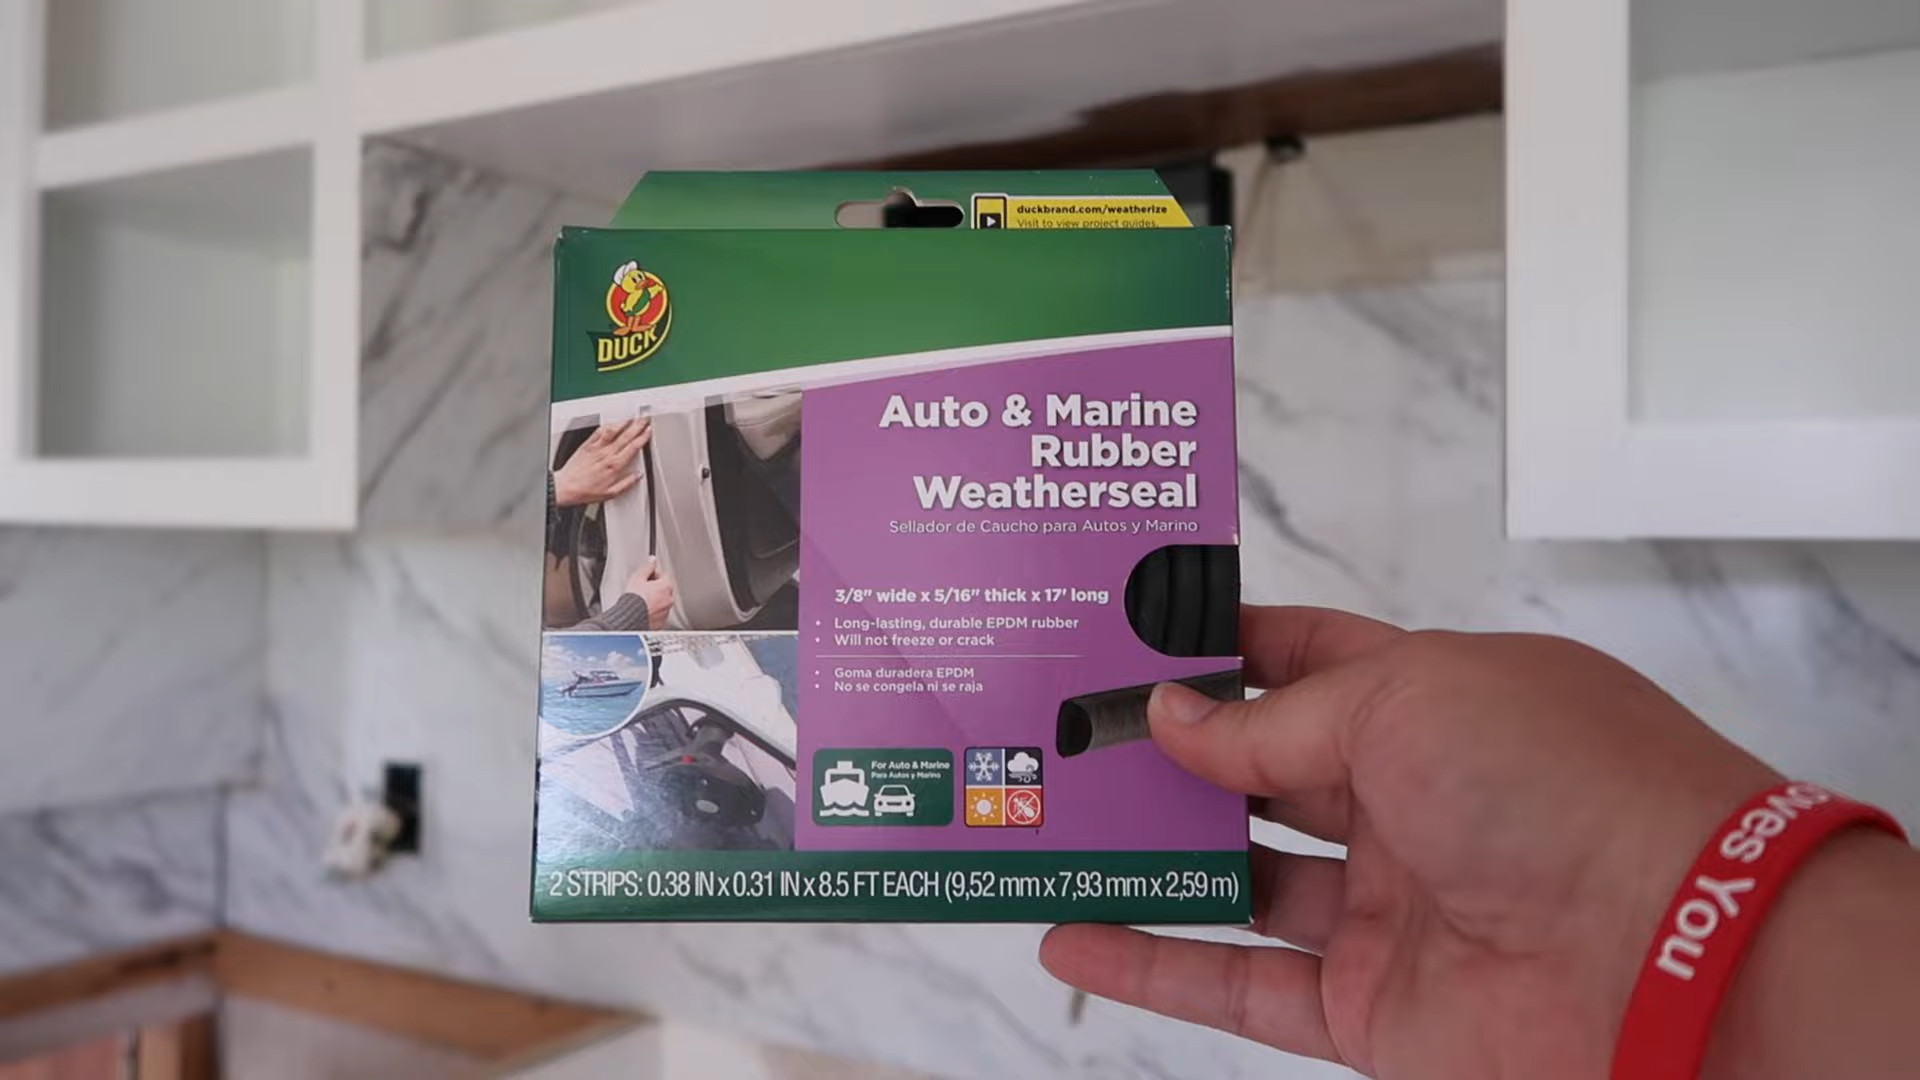 duckbrand.com/weatherize
Visit to view project guides,
DUCK
Auto & Marine
Rubber
Weatherseal
Sellador de Caucho para Autos y Marino
3/8" wide x 5/16" thick x 17' long
• Long-lasting, durable EPDM rubber
• Will not freeze or crack
• Goma duradera EPDM
• No se congela ni se raja
For Auto & Marine
Para Autos y Marino
2 STRIPS: 0.38 IN x 0.31 IN x 8.5 FT EACH (9,52 mm x 7,93 mm x 2,59 m)
You